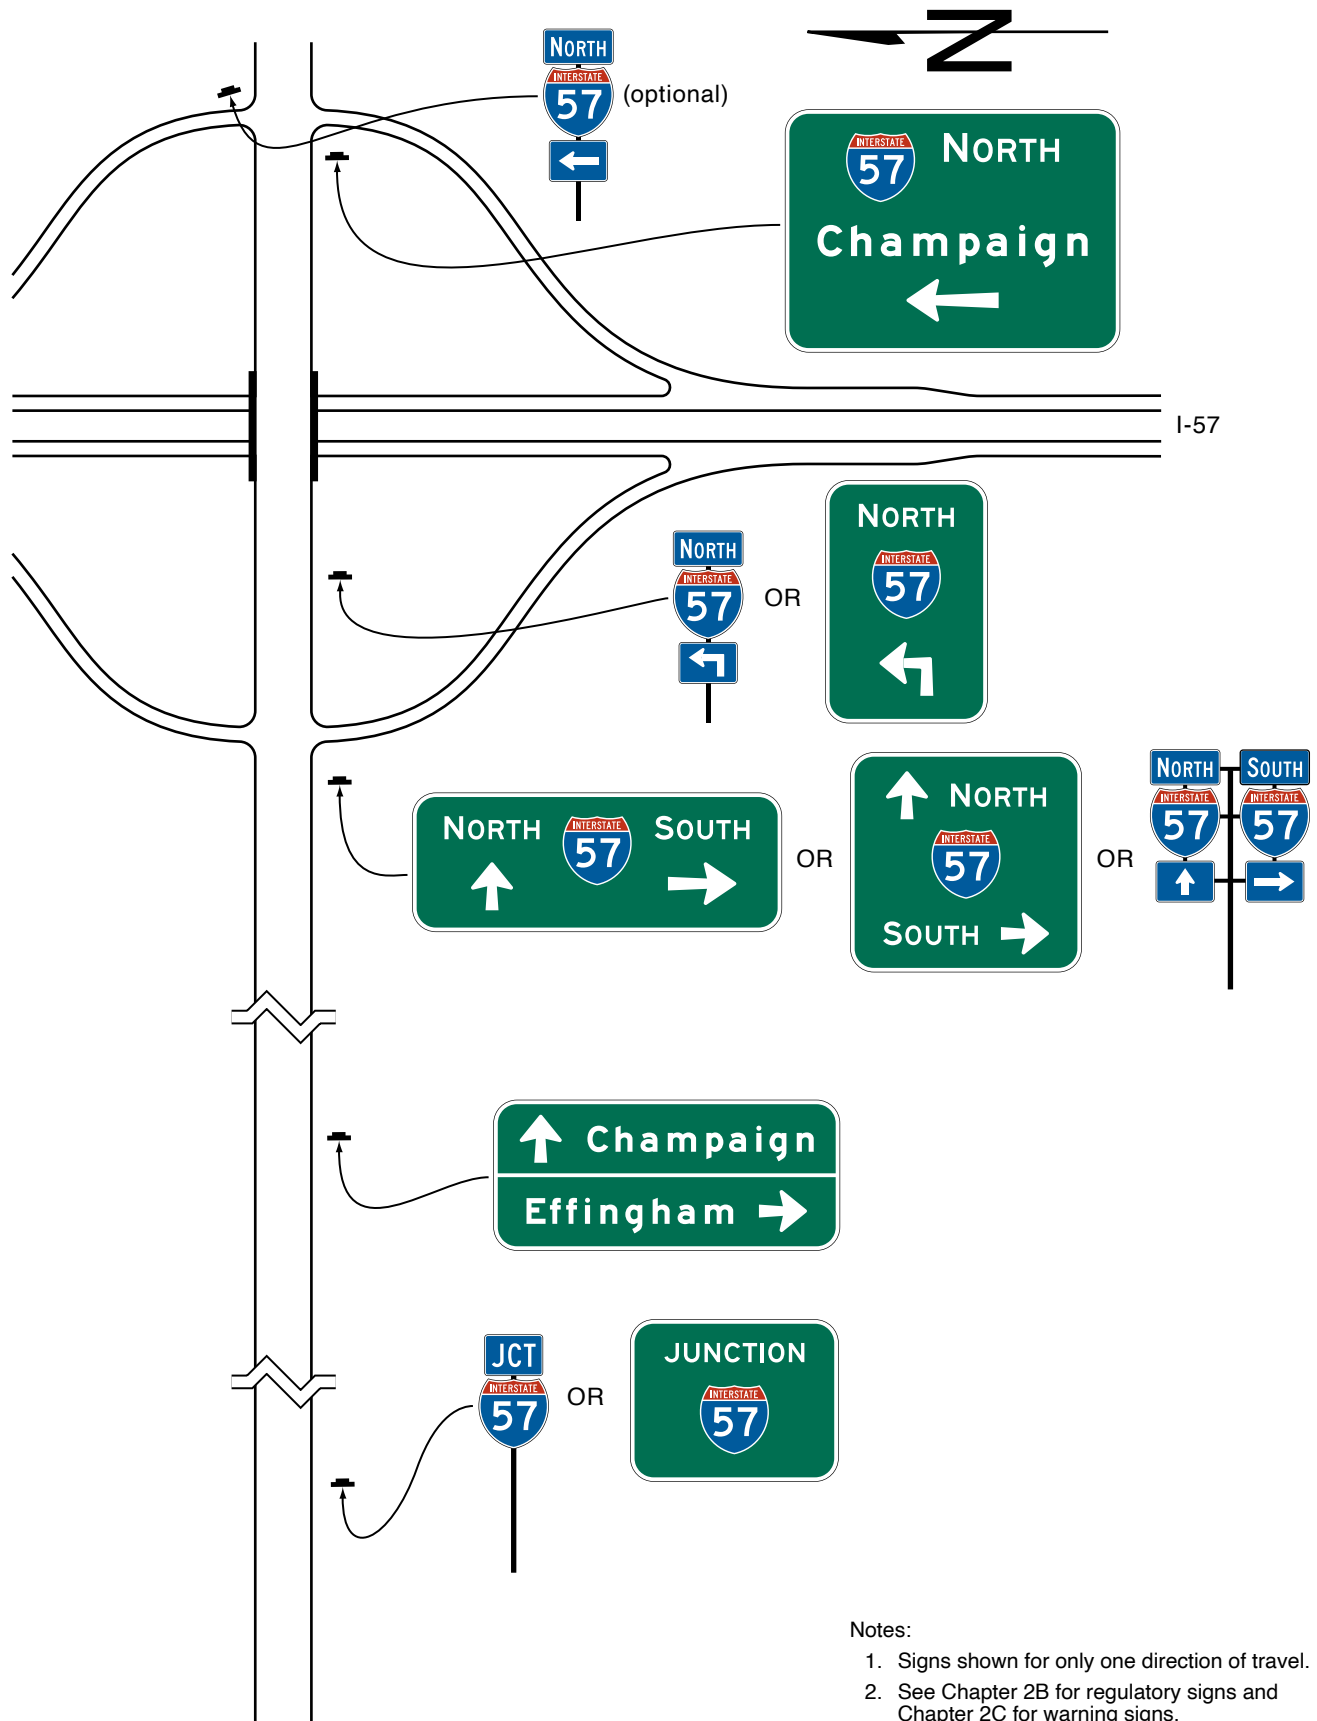 N
NORTH
INTERSTATE
57
(optional)
INTERSTATE
57 NORTH
Champaign
I-57
NORTH
INTERSTATE
57
OR
NORTH
INTERSTATE
57
NORTH INTERSTATE 57 SOUTH
OR
NORTH
INTERSTATE
57
SOUTH
OR
NORTH SOUTH
INTERSTATE INTERSTATE
57 57
Champaign
Effingham
JCT
INTERSTATE
57
OR
JUNCTION
INTERSTATE
57
Notes:
1. Signs shown for only one direction of travel.
2. See Chapter 2B for regulatory signs and
Chapter 2C for warning signs.